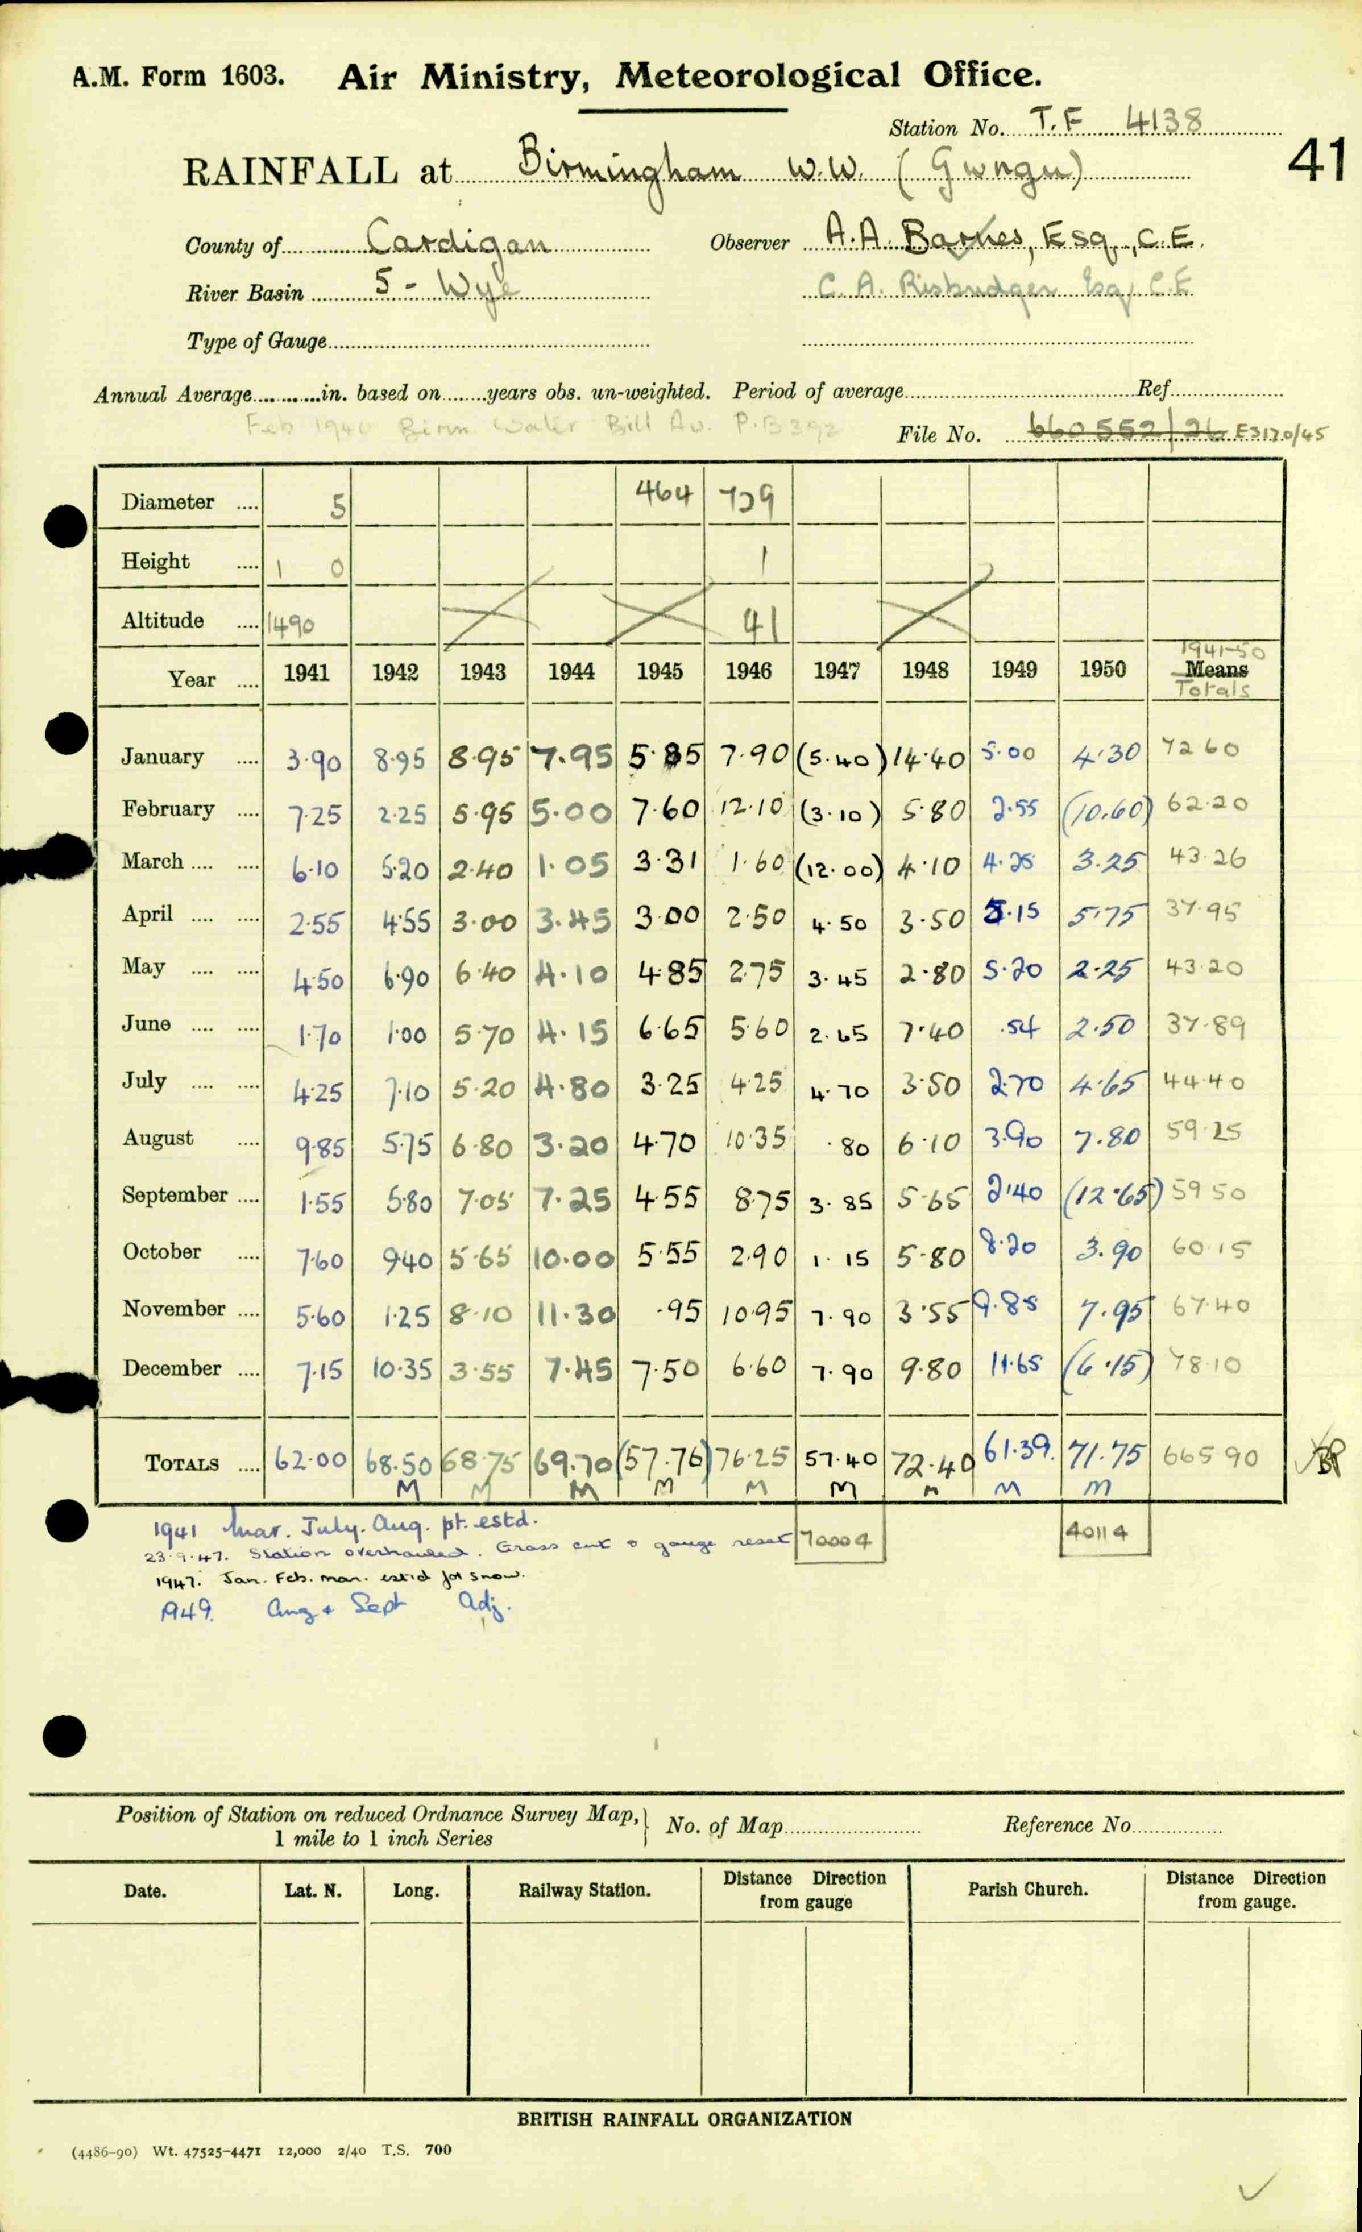 A.M. Form 1603. Air Ministry, Meteorological Office.
Station No. T.F 4138
41
RAINFALL at Birmingham W.W. (Gwngu)
County of Cardigan Observer A.A. Barnes, Esq., C.E.
River Basin 5 - Wye C. A. Risbridger Esq, C.E
Type of Gauge
Annual Average in. based on years obs. un-weighted. Period of average Ref
Feb 1940 Birm. Water Bill Av. P.B392
File No. 660552/26 E3170/45
Diameter 5 464 729
Height 1 0 1
Altitude 1490 41
Year 1941 1942 1943 1944 1945 1946 1947 1948 1949 1950 1941-50 Means Totals
January 3.90 8.95 8.95 7.95 5.85 7.90 (5.40) 14.40 5.00 4.30 72.60
February 7.25 2.25 5.95 5.00 7.60 12.10 (3.10) 5.80 2.55 (10.60) 62.20
March 6.10 5.20 2.40 1.05 3.31 1.60 (12.00) 4.10 4.25 3.25 43.26
April 2.55 4.55 3.00 3.45 3.00 2.50 4.50 3.50 5.15 5.75 37.95
May 4.50 6.90 6.40 4.10 4.85 2.75 3.45 2.80 5.20 2.25 43.20
June 1.70 1.00 5.70 4.15 6.65 5.60 2.65 7.40 .54 2.50 37.89
July 4.25 7.10 5.20 4.80 3.25 4.25 4.70 3.50 2.70 4.65 44.40
August 9.85 5.75 6.80 3.20 4.70 10.35 .80 6.10 3.90 7.80 59.25
September 1.55 5.80 7.05 7.25 4.55 8.75 3.85 5.65 2.40 (12.65) 59.50
October 7.60 9.40 5.65 10.00 5.55 2.90 1.15 5.80 8.20 3.90 60.15
November 5.60 1.25 8.10 11.30 .95 10.95 7.90 3.55 9.85 7.95 67.40
December 7.15 10.35 3.55 7.45 7.50 6.60 7.90 9.80 11.65 (6.15) 78.10
TOTALS 62.00 68.50 68.75 69.70 (57.76) 76.25 57.40 72.40 61.39 71.75 665.90
M M M M M M M M M
1941 Mar. July. Aug. pt. estd.
23.9.47. Station overhauled. Grass cut & gauge reset 70004 40114
1947. Jan. Feb. Mar. est'd for snow.
1949. Aug + Sept Adj.
Position of Station on reduced Ordnance Survey Map, 1 mile to 1 inch Series No. of Map Reference No
Date. Lat. N. Long. Railway Station. Distance from gauge Direction Parish Church. Distance Direction from gauge.
BRITISH RAINFALL ORGANIZATION
(4486-90) Wt. 47525-4471 12,000 2/40 T.S. 700